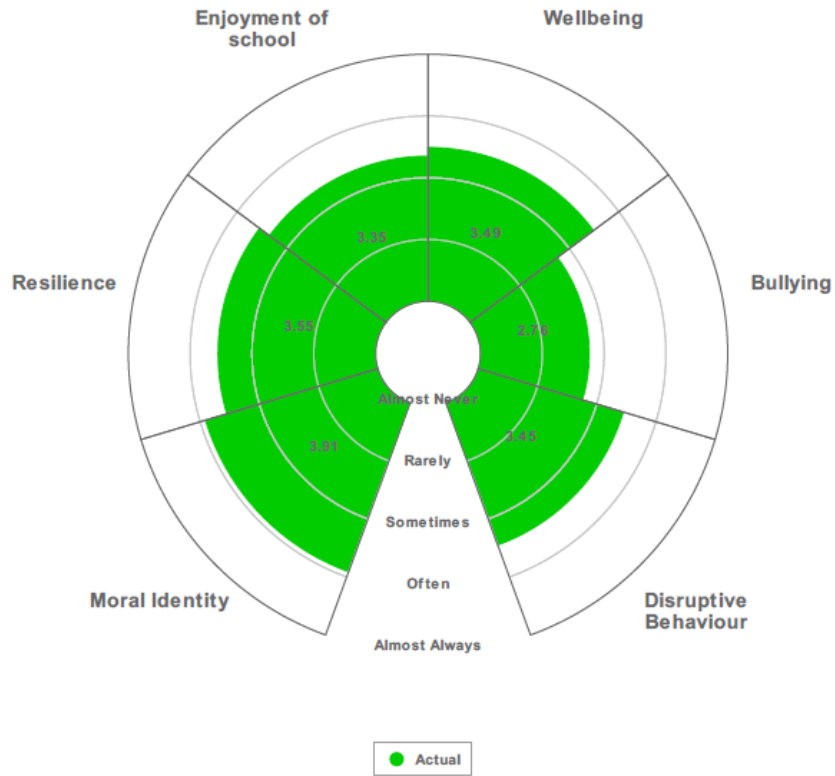 Enjoyment of
school
Wellbeing
3.35
3.49
Resilience
Bullying
3.55
2.76
Almost Never
3.91
3.45
Rarely
Sometimes
Often
Moral Identity
Disruptive
Behaviour
Almost Always
Actual